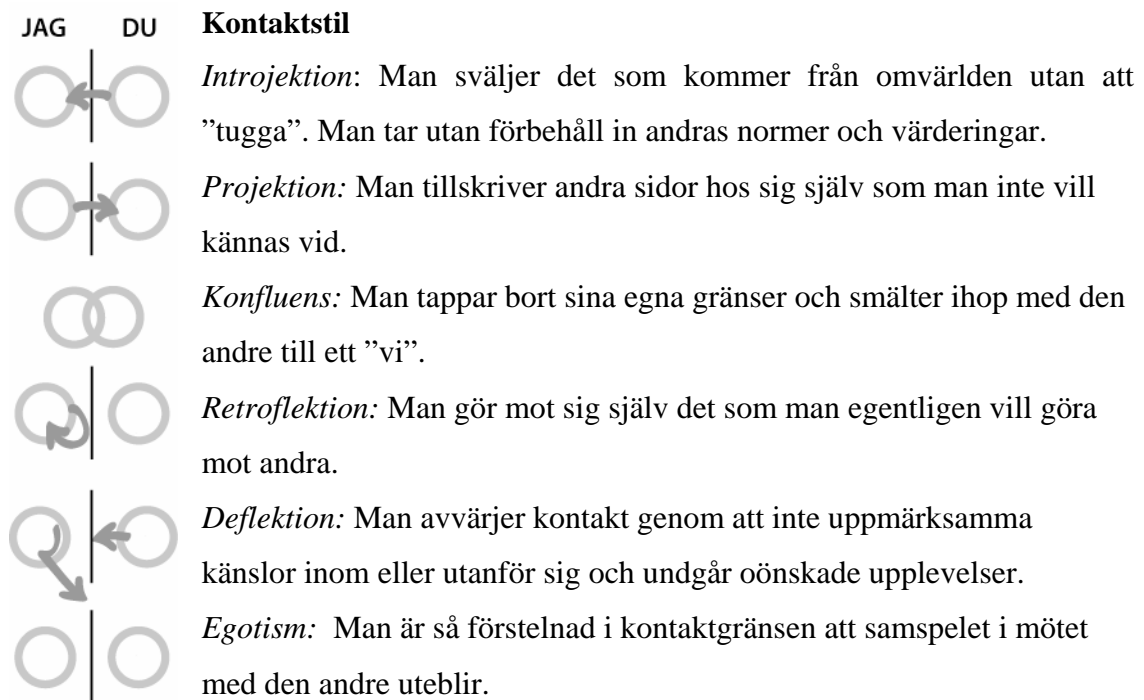 JAG DU Kontaktstil
Introjektion: Man sväljer det som kommer från omvärlden utan att
”tugga”. Man tar utan förbehåll in andras normer och värderingar.
Projektion: Man tillskriver andra sidor hos sig själv som man inte vill
kännas vid.
Konfluens: Man tappar bort sina egna gränser och smälter ihop med den
andre till ett ”vi”.
Retroflektion: Man gör mot sig själv det som man egentligen vill göra
mot andra.
Deflektion: Man avvärjer kontakt genom att inte uppmärksamma
känslor inom eller utanför sig och undgår oönskade upplevelser.
Egotism: Man är så förstelnad i kontaktgränsen att samspelet i mötet
med den andre uteblir.